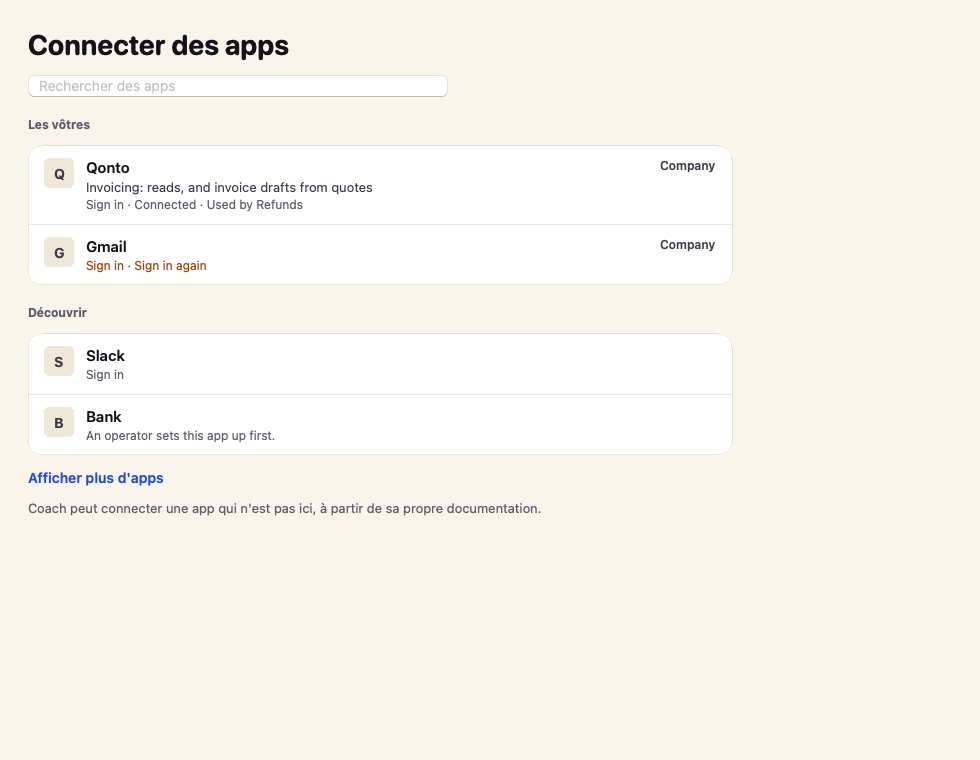 Connecter des apps
Rechercher des apps
Les vôtres
Q
Qonto
Company
Invoicing: reads, and invoice drafts from quotes
Sign in · Connected · Used by Refunds
G
Gmail
Company
Sign in · Sign in again
Découvrir
S
Slack
Sign in
B
Bank
An operator sets this app up first.
Afficher plus d'apps
Coach peut connecter une app qui n'est pas ici, à partir de sa propre documentation.